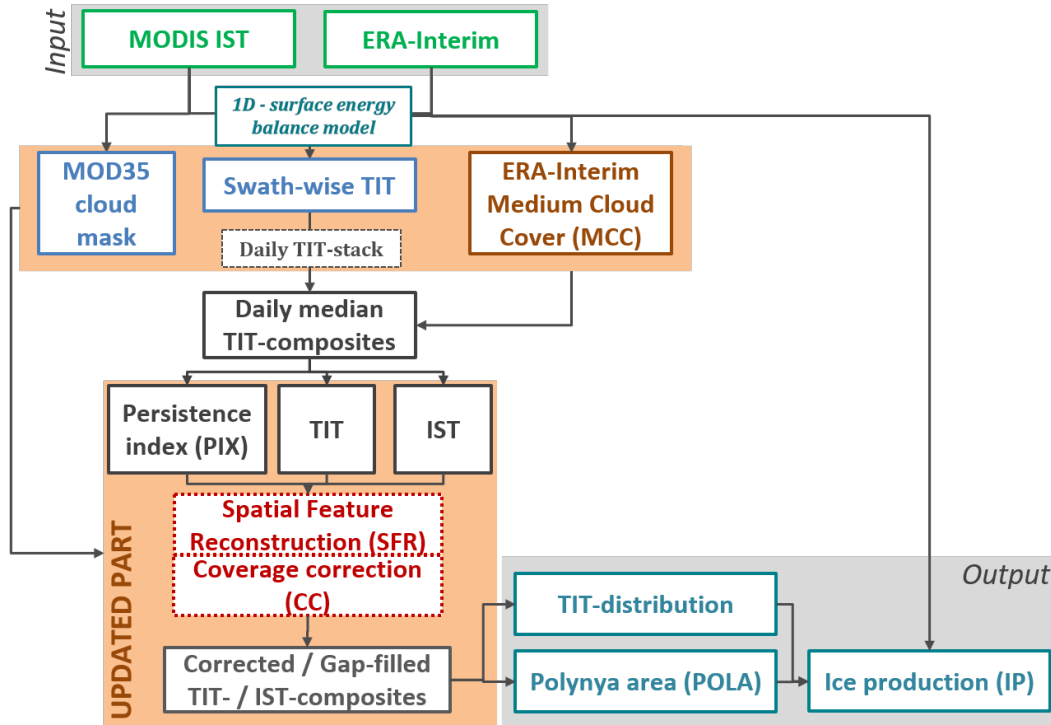 Input
MODIS IST
ERA-Interim
1D - surface energy
balance model
MOD35
cloud
mask
Swath-wise TIT
ERA-Interim
Medium Cloud
Cover (MCC)
Daily TIT-stack
Daily median
TIT-composites
Persistence
index (PIX)
TIT
IST
UPDATED PART
Spatial Feature
Reconstruction (SFR)
Coverage correction
(CC)
Corrected / Gap-filled
TIT- / IST-composites
Output
TIT-distribution
Polynya area (POLA)
Ice production (IP)